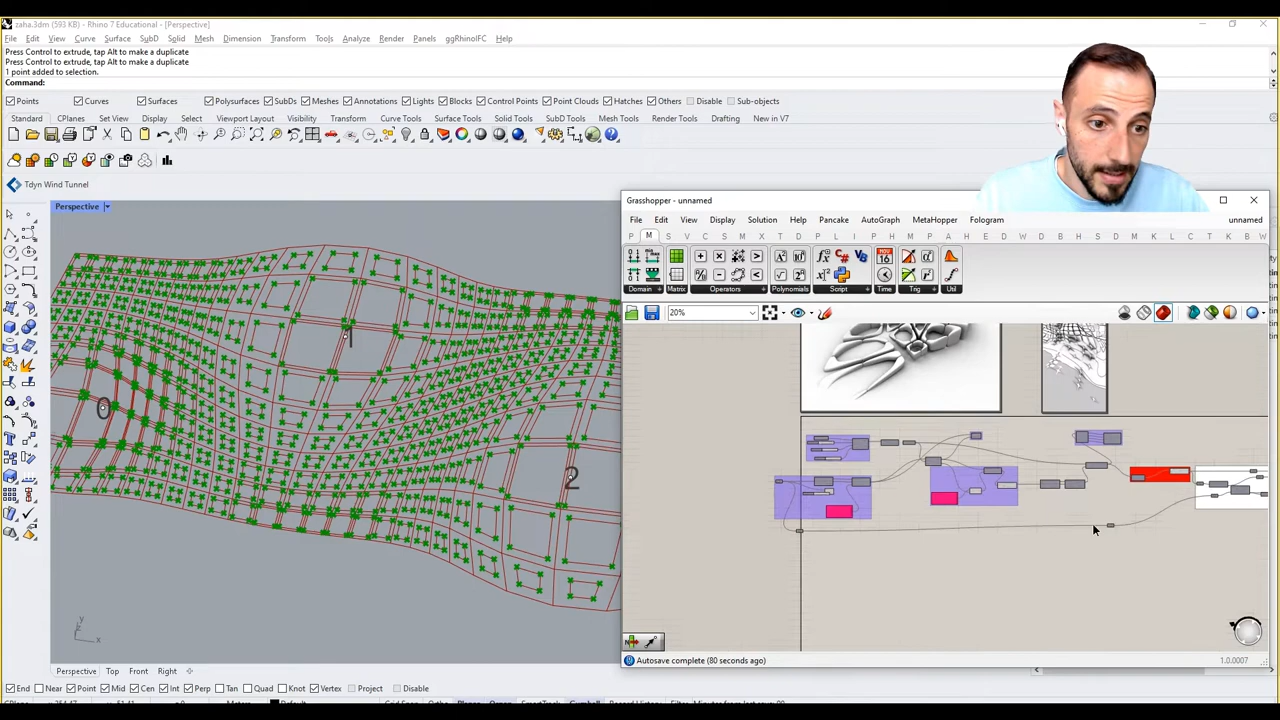 zaha.3dm (593 KB) - Rhino 7 Educational - [Perspective]
File Edit View Curve Surface Solid SubD Mesh Dimension Transform Tools Analyze Render Panels ggRhinoIFC Help
Press Control to extrude, tap Alt to make a duplicate
Press Control to extrude, tap Alt to make a duplicate
1 point added to selection.
Command:
Points Curves Surfaces Polysurfaces SubDs Meshes Annotations Lights Blocks Control Points Point Clouds Hatches Others Disable Sub-objects
Standard CPlanes Set View Display Select Viewport Layout Visibility Transform Curve Tools Surface Tools Solid Tools SubD Tools Mesh Tools Render Tools Drafting New in V7
Tdyn Wind Tunnel
Perspective
Grasshopper - unnamed
File Edit View Display Solution Help Pancake AutoGraph MetaHopper Fologram unnamed
P M S V C S M X
Domain Matrix Operators Polynomials Script Time Trig Util
20%
0
1
2
y
z
x
Autosave complete (80 seconds ago)
1.0.0007
Perspective Top Front Right
End Near Point Mid Cen Int Perp Tan Quad Knot Vertex Project Disable